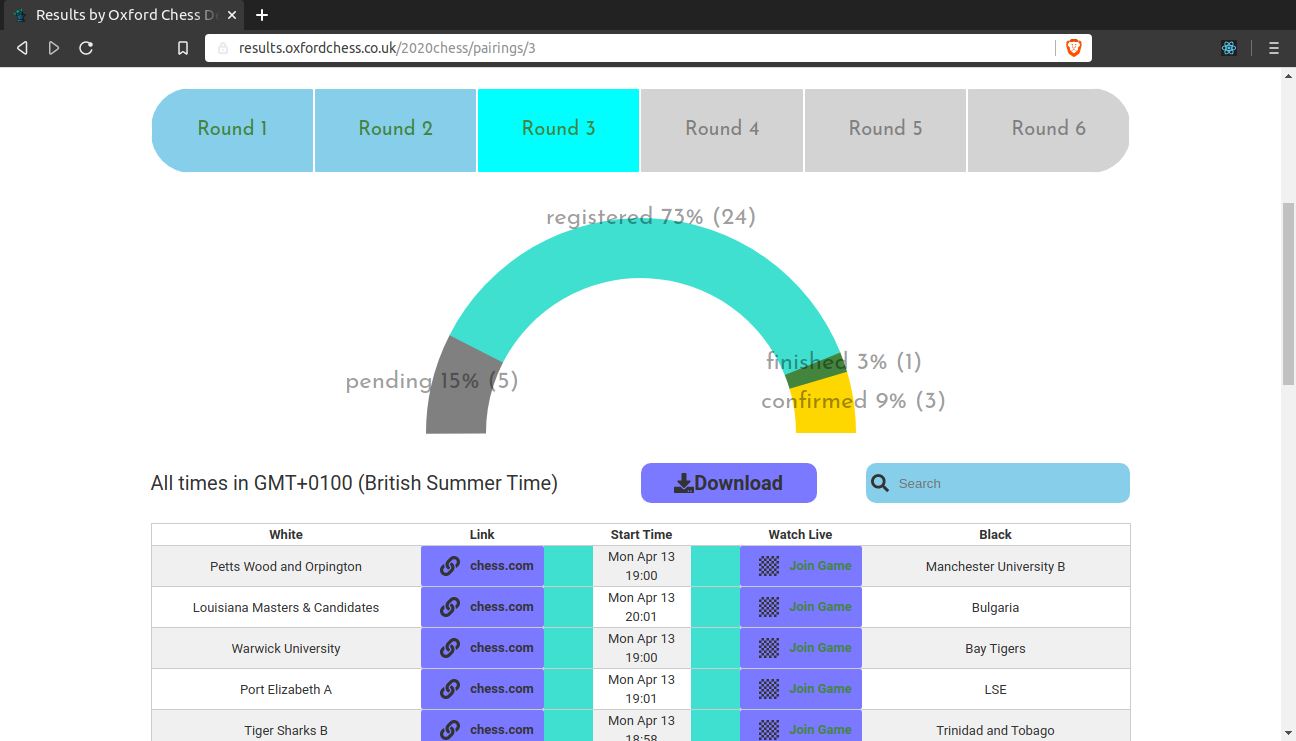 Results by Oxford Chess D
results.oxfordchess.co.uk/2020chess/pairings/3
Round 1 Round 2 Round 3 Round 4 Round 5 Round 6
registered 73% (24)
finished 3% (1)
pending 15% (5)
confirmed 9% (3)
All times in GMT+0100 (British Summer Time) Download Search
White Link Start Time Watch Live Black
Petts Wood and Orpington chess.com Mon Apr 13 19:00 Join Game Manchester University B
Louisiana Masters & Candidates chess.com Mon Apr 13 20:01 Join Game Bulgaria
Warwick University chess.com Mon Apr 13 19:00 Join Game Bay Tigers
Port Elizabeth A chess.com Mon Apr 13 19:01 Join Game LSE
Tiger Sharks B chess.com Mon Apr 13 18:58 Join Game Trinidad and Tobago